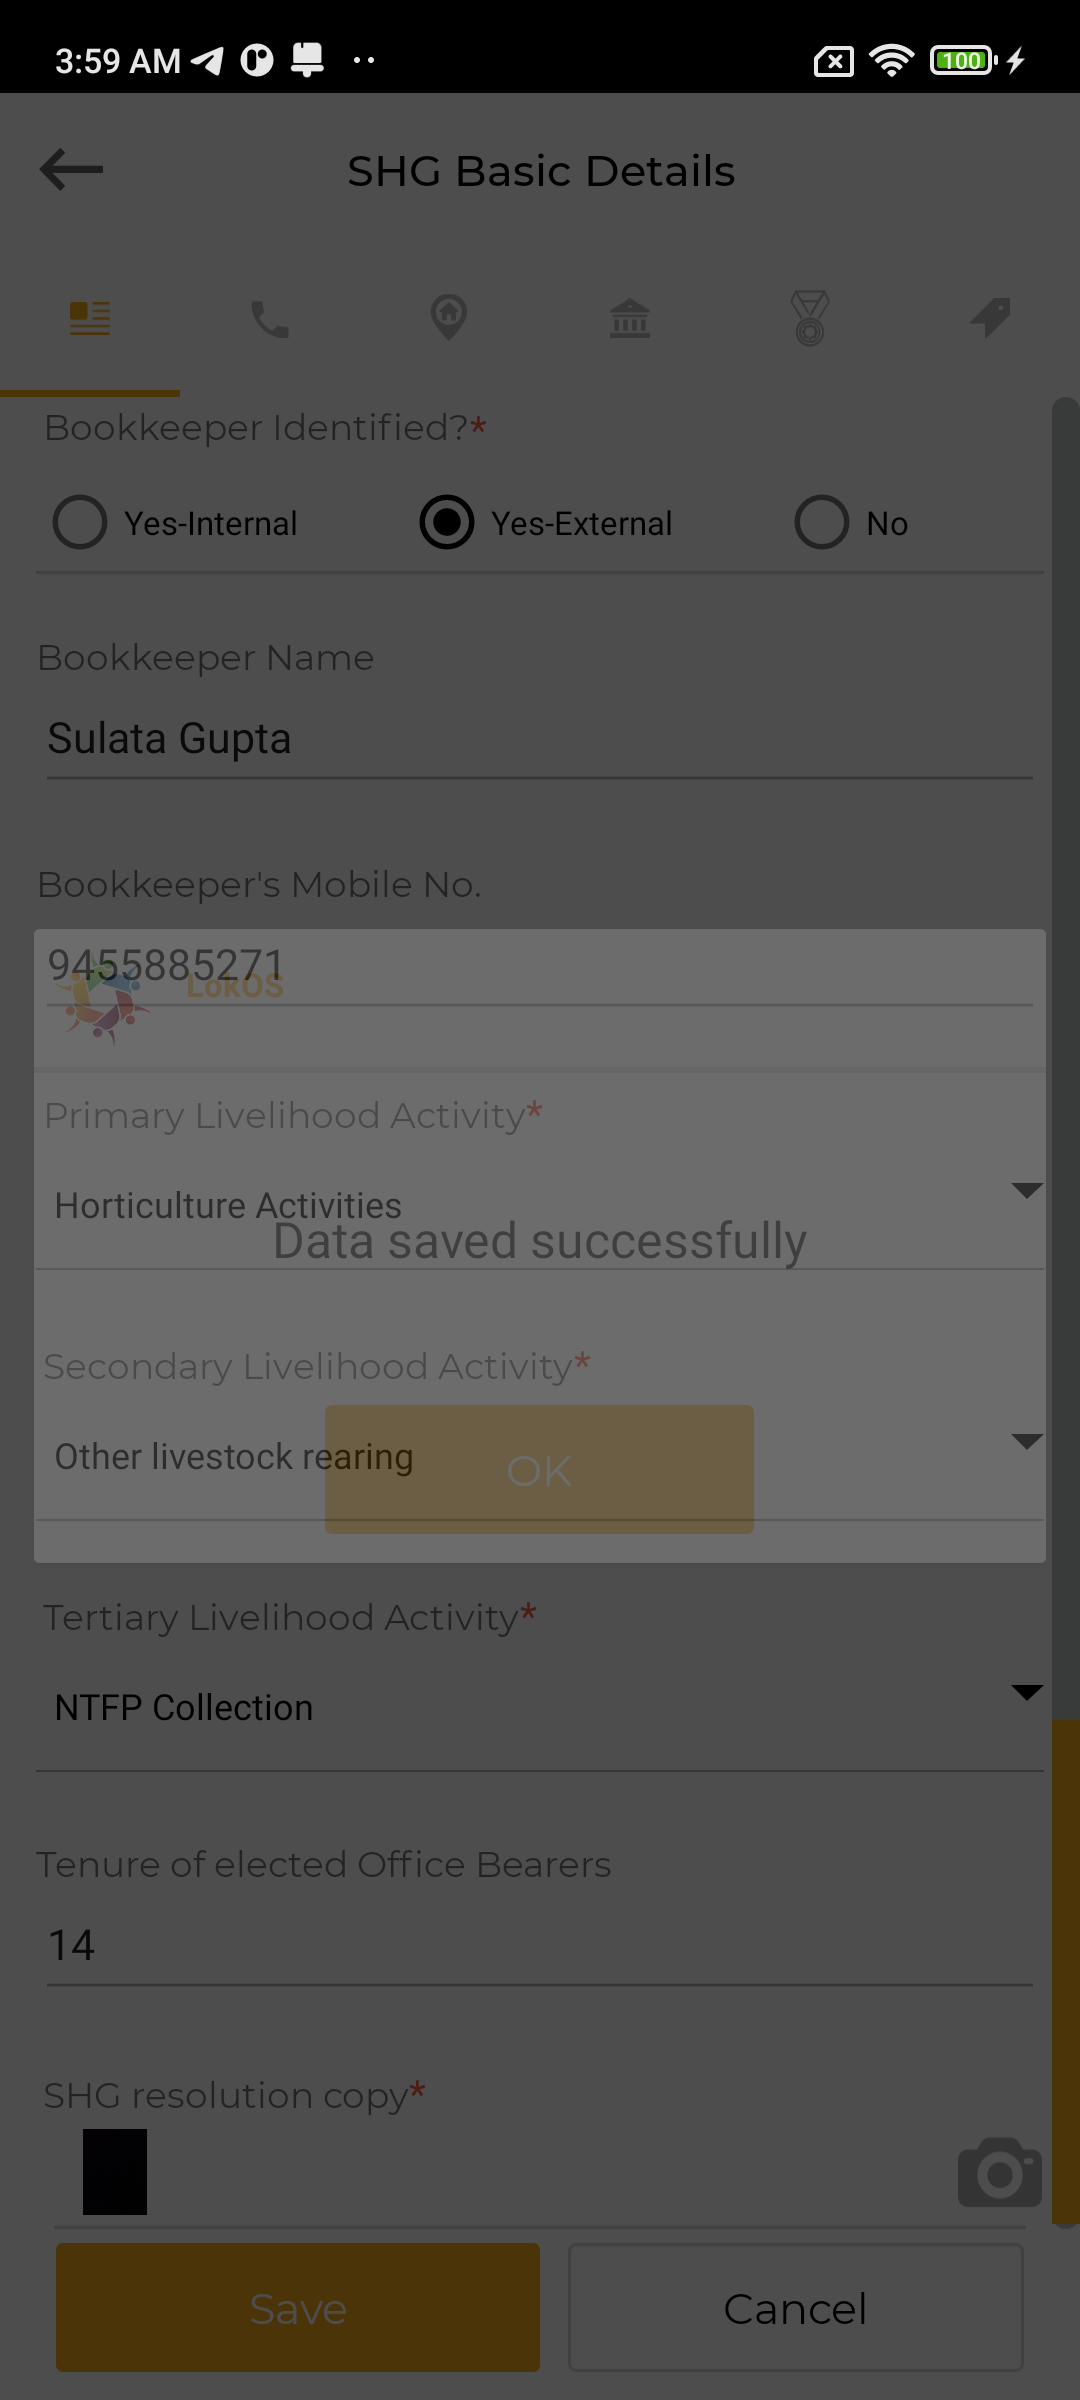 3:59 AM
100
SHG Basic Details
Bookkeeper Identified?*
Yes-Internal Yes-External No
Bookkeeper Name
Sulata Gupta
Bookkeeper's Mobile No.
9455885271
LokOS
Primary Livelihood Activity*
Horticulture Activities
Data saved successfully
Secondary Livelihood Activity*
Other livestock rearing
OK
Tertiary Livelihood Activity*
NTFP Collection
Tenure of elected Office Bearers
14
SHG resolution copy*
Save Cancel